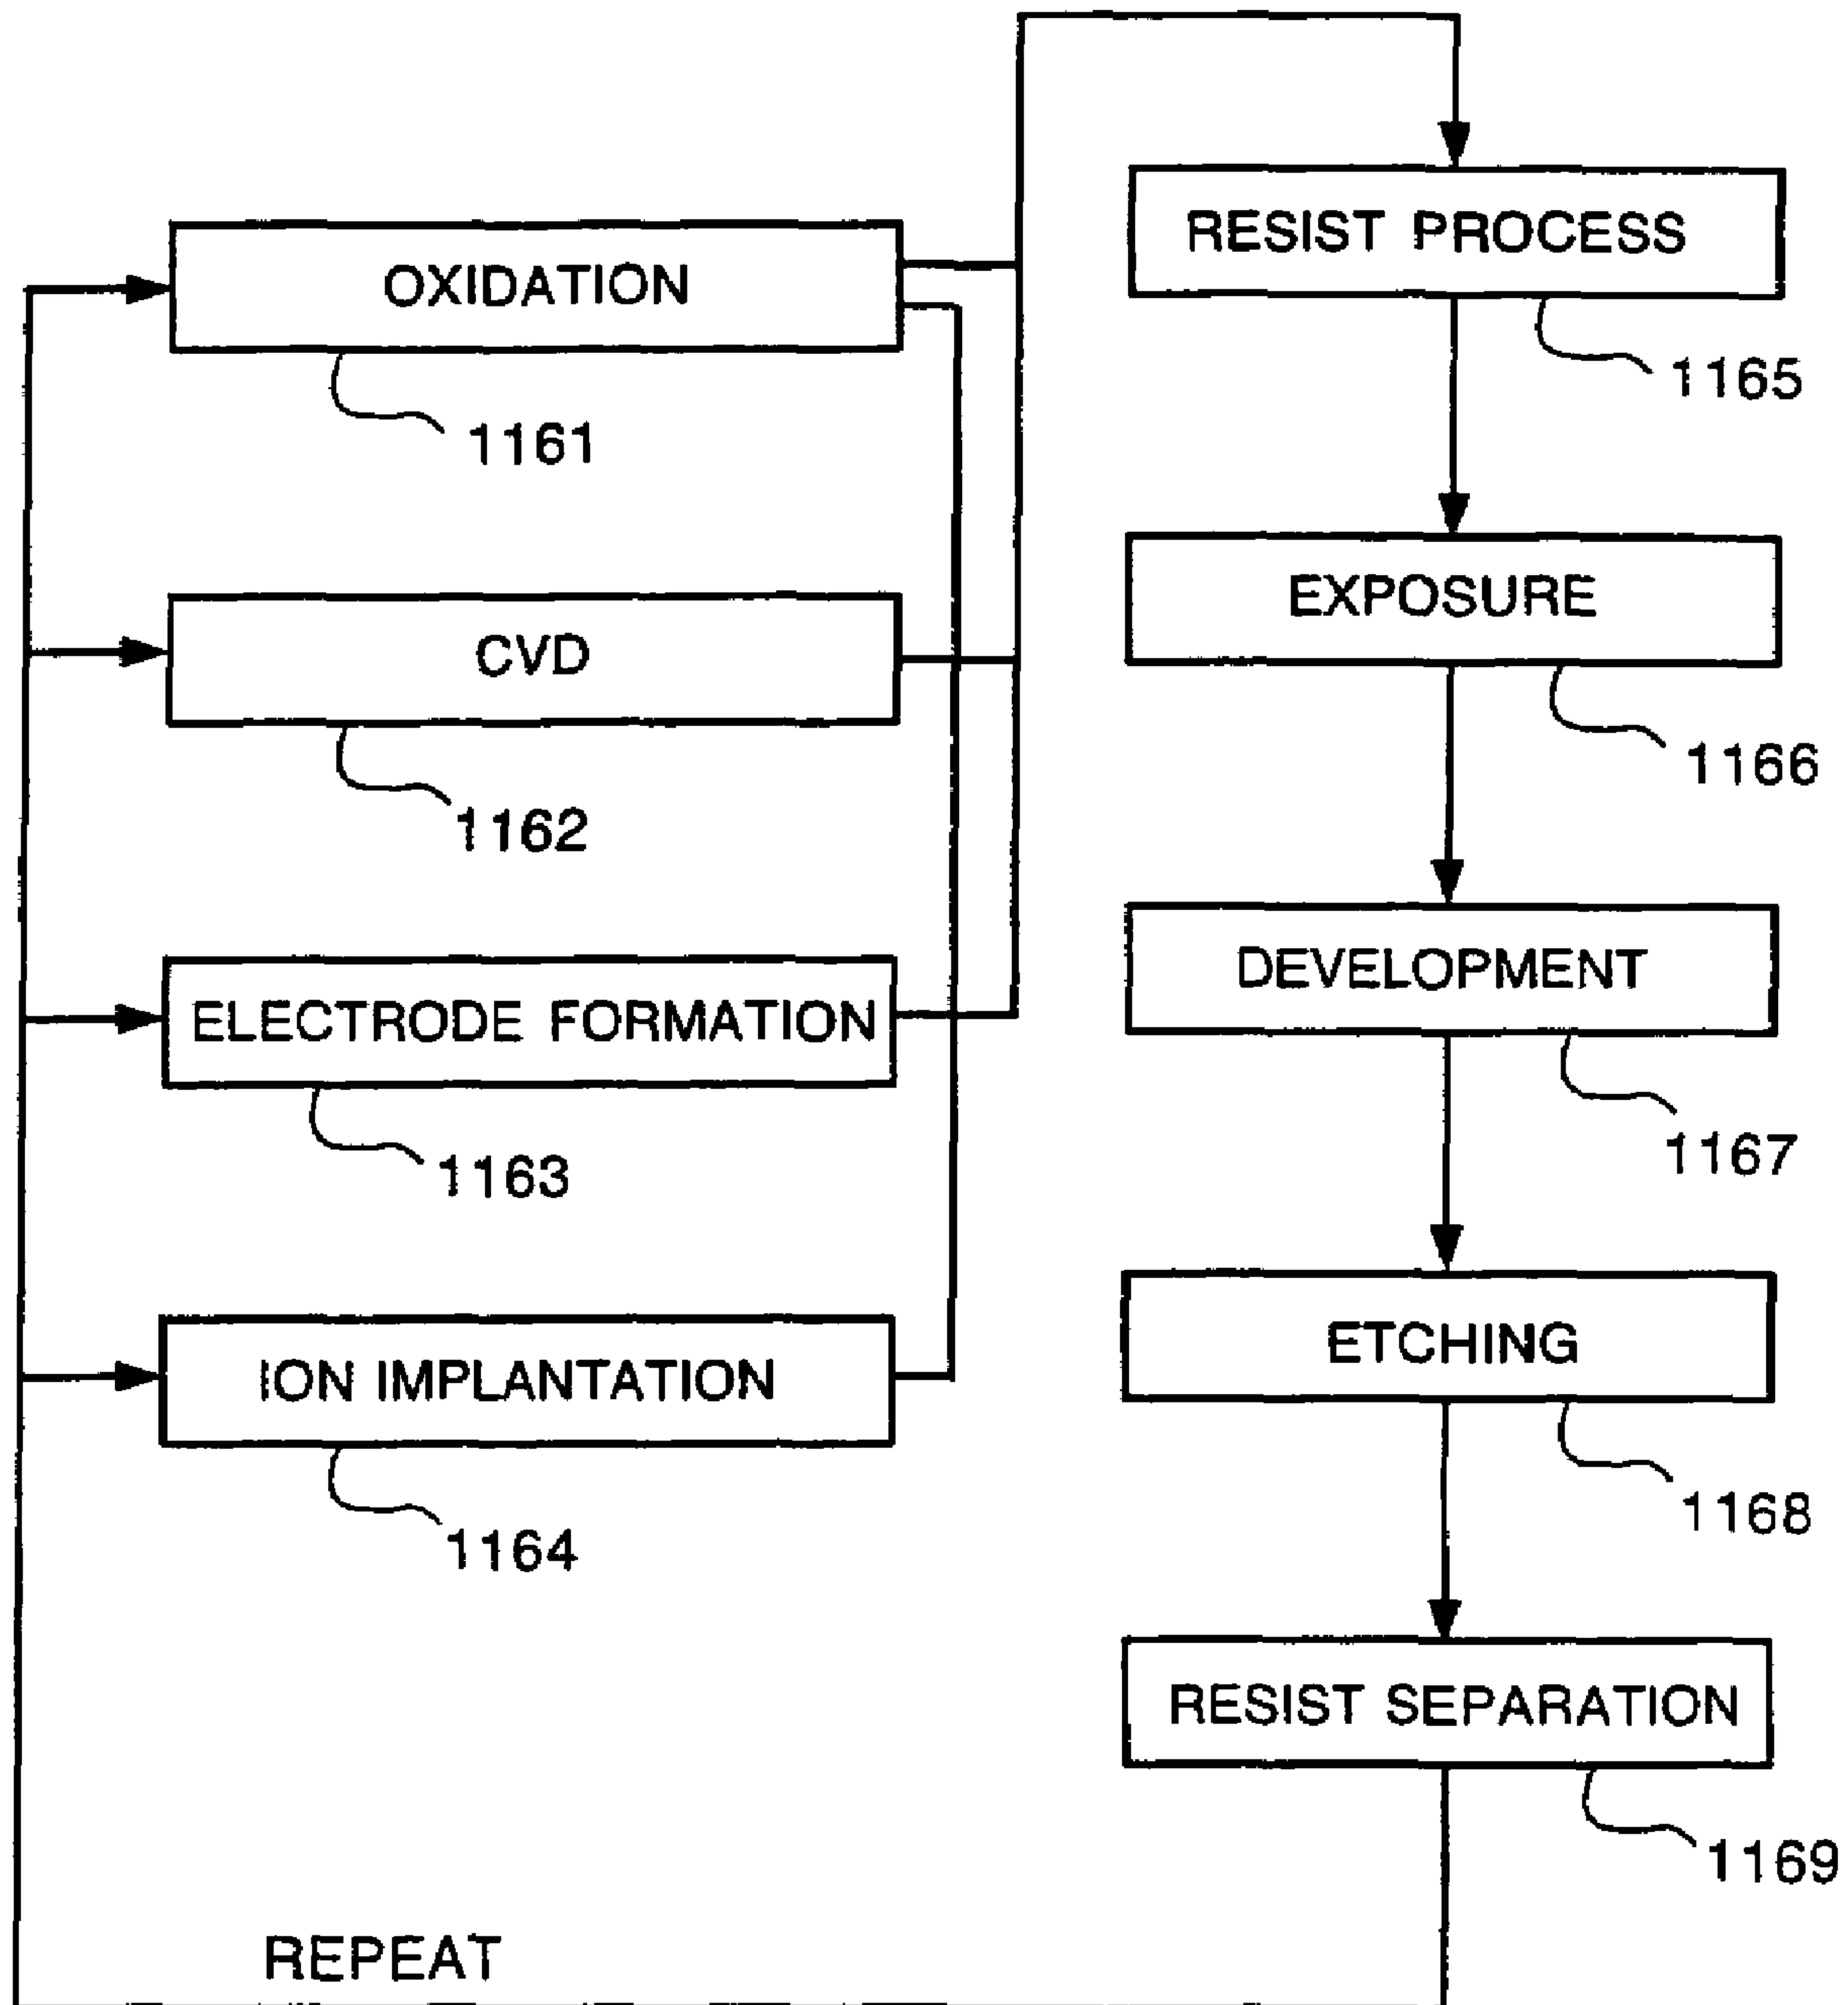 OXIDATION
1161
CVD
1162
ELECTRODE FORMATION
1163
ION IMPLANTATION
1164
RESIST PROCESS
1165
EXPOSURE
1166
DEVELOPMENT
1167
ETCHING
1168
RESIST SEPARATION
1169
REPEAT